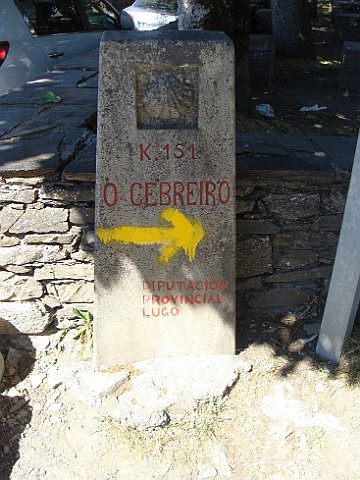 K.151
O CEBREIRO
DIPUTACION
PROVINCIAL
LUGO